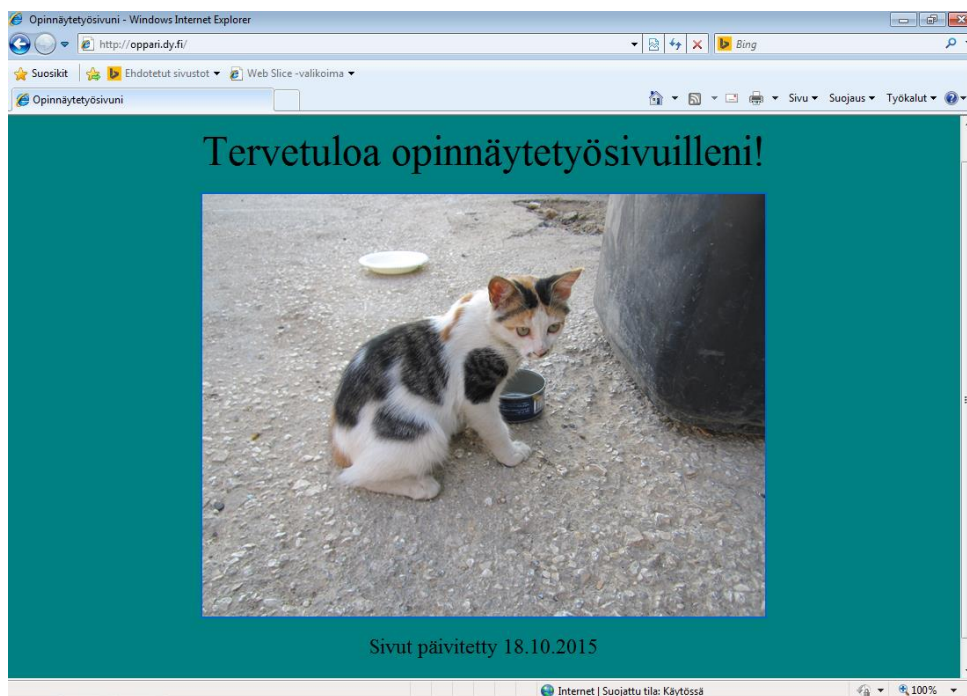 Opinnäytetyösivuni - Windows Internet Explorer
http://oppari.dy.fi/
Bing
Suosikit
Ehdotetut sivustot
Web Slice -valikoima
Opinnäytetyösivuni
Sivu
Suojaus
Työkalut
Tervetuloa opinnäytetyösivuilleni!
Sivut päivitetty 18.10.2015
Internet | Suojattu tila: Käytössä
100%